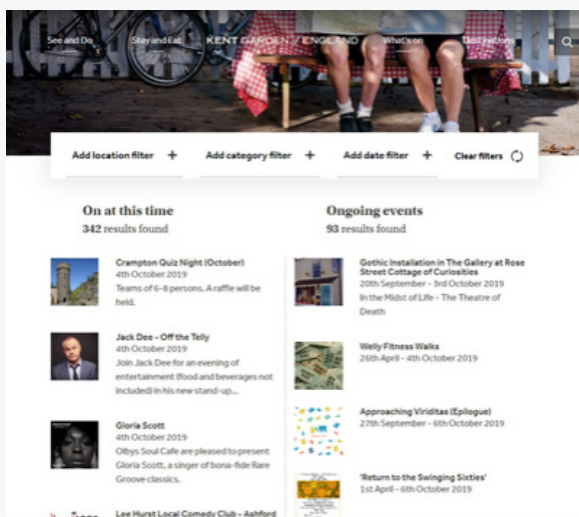 See and Do Stay and Eat KENT GARDEN OF ENGLAND What's on Destinations
Add location filter + Add category filter + Add date filter + Clear filters
On at this time
342 results found
Crampton Quiz Night (October)
4th October 2019
Teams of 6-8 persons. A raffle will be
held.
Jack Dee - Off the Telly
4th October 2019
Join Jack Dee for an evening of
entertainment (food and beverages not
included) in his new stand-up...
Gloria Scott
4th October 2019
Olbys Soul Cafe are pleased to present
Gloria Scott, a singer of bona-fide Rare
Groove classics.
Lee Hurst Local Comedy Club - Ashford
Ongoing events
93 results found
Gothic Installation in The Gallery at Rose
Street Cottage of Curiosities
20th September - 3rd October 2019
In the Midst of Life - The Theatre of
Death
Welly Fitness Walks
26th April - 4th October 2019
Approaching Viriditas (Epilogue)
27th September - 6th October 2019
'Return to the Swinging Sixties'
1st April - 6th October 2019